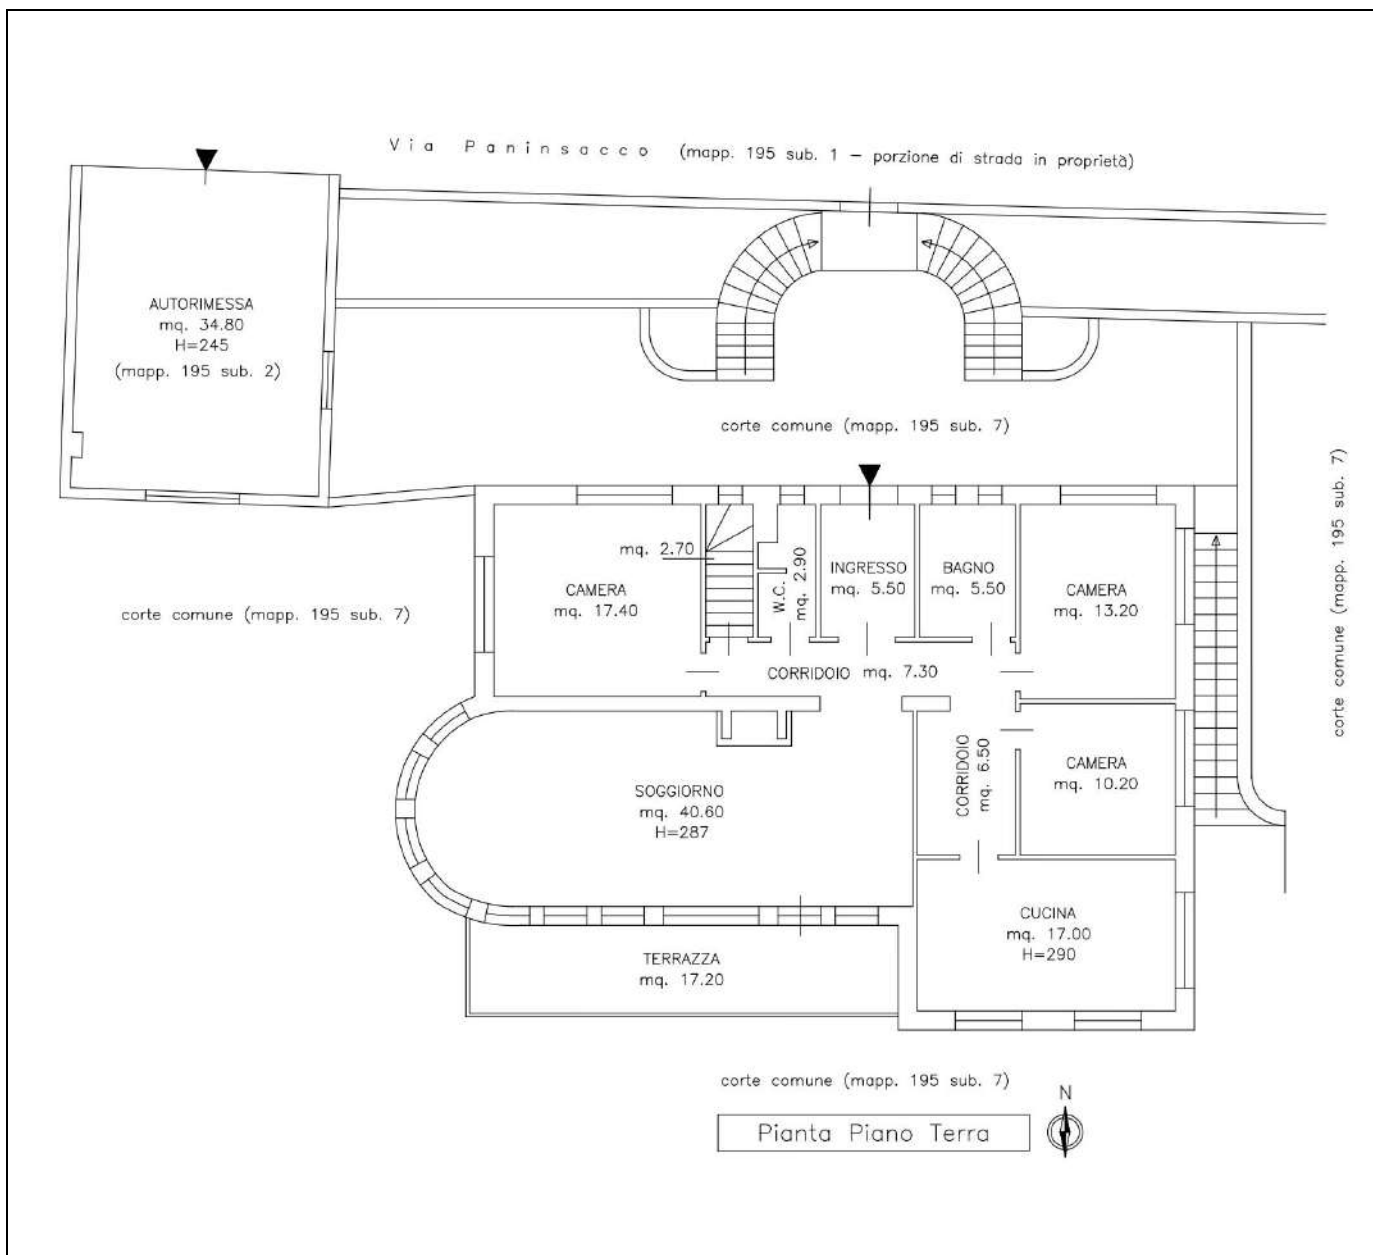 Via Paninsacco (mapp. 195 sub. 1 – porzione di strada in proprietà)
AUTORIMESSA
mq. 34.80
H=245
(mapp. 195 sub. 2)
corte comune (mapp. 195 sub. 7)
corte comune (mapp. 195 sub. 7)
mq. 2.70
CAMERA
mq. 17.40
W.C.
mq. 2.90
INGRESSO
mq. 5.50
BAGNO
mq. 5.50
CAMERA
mq. 13.20
corte comune (mapp. 195 sub. 7)
CORRIDOIO mq. 7.30
SOGGIORNO
mq. 40.60
H=287
CORRIDOIO
mq. 6.50
CAMERA
mq. 10.20
CUCINA
mq. 17.00
H=290
TERRAZZA
mq. 17.20
corte comune (mapp. 195 sub. 7)
N
Pianta Piano Terra